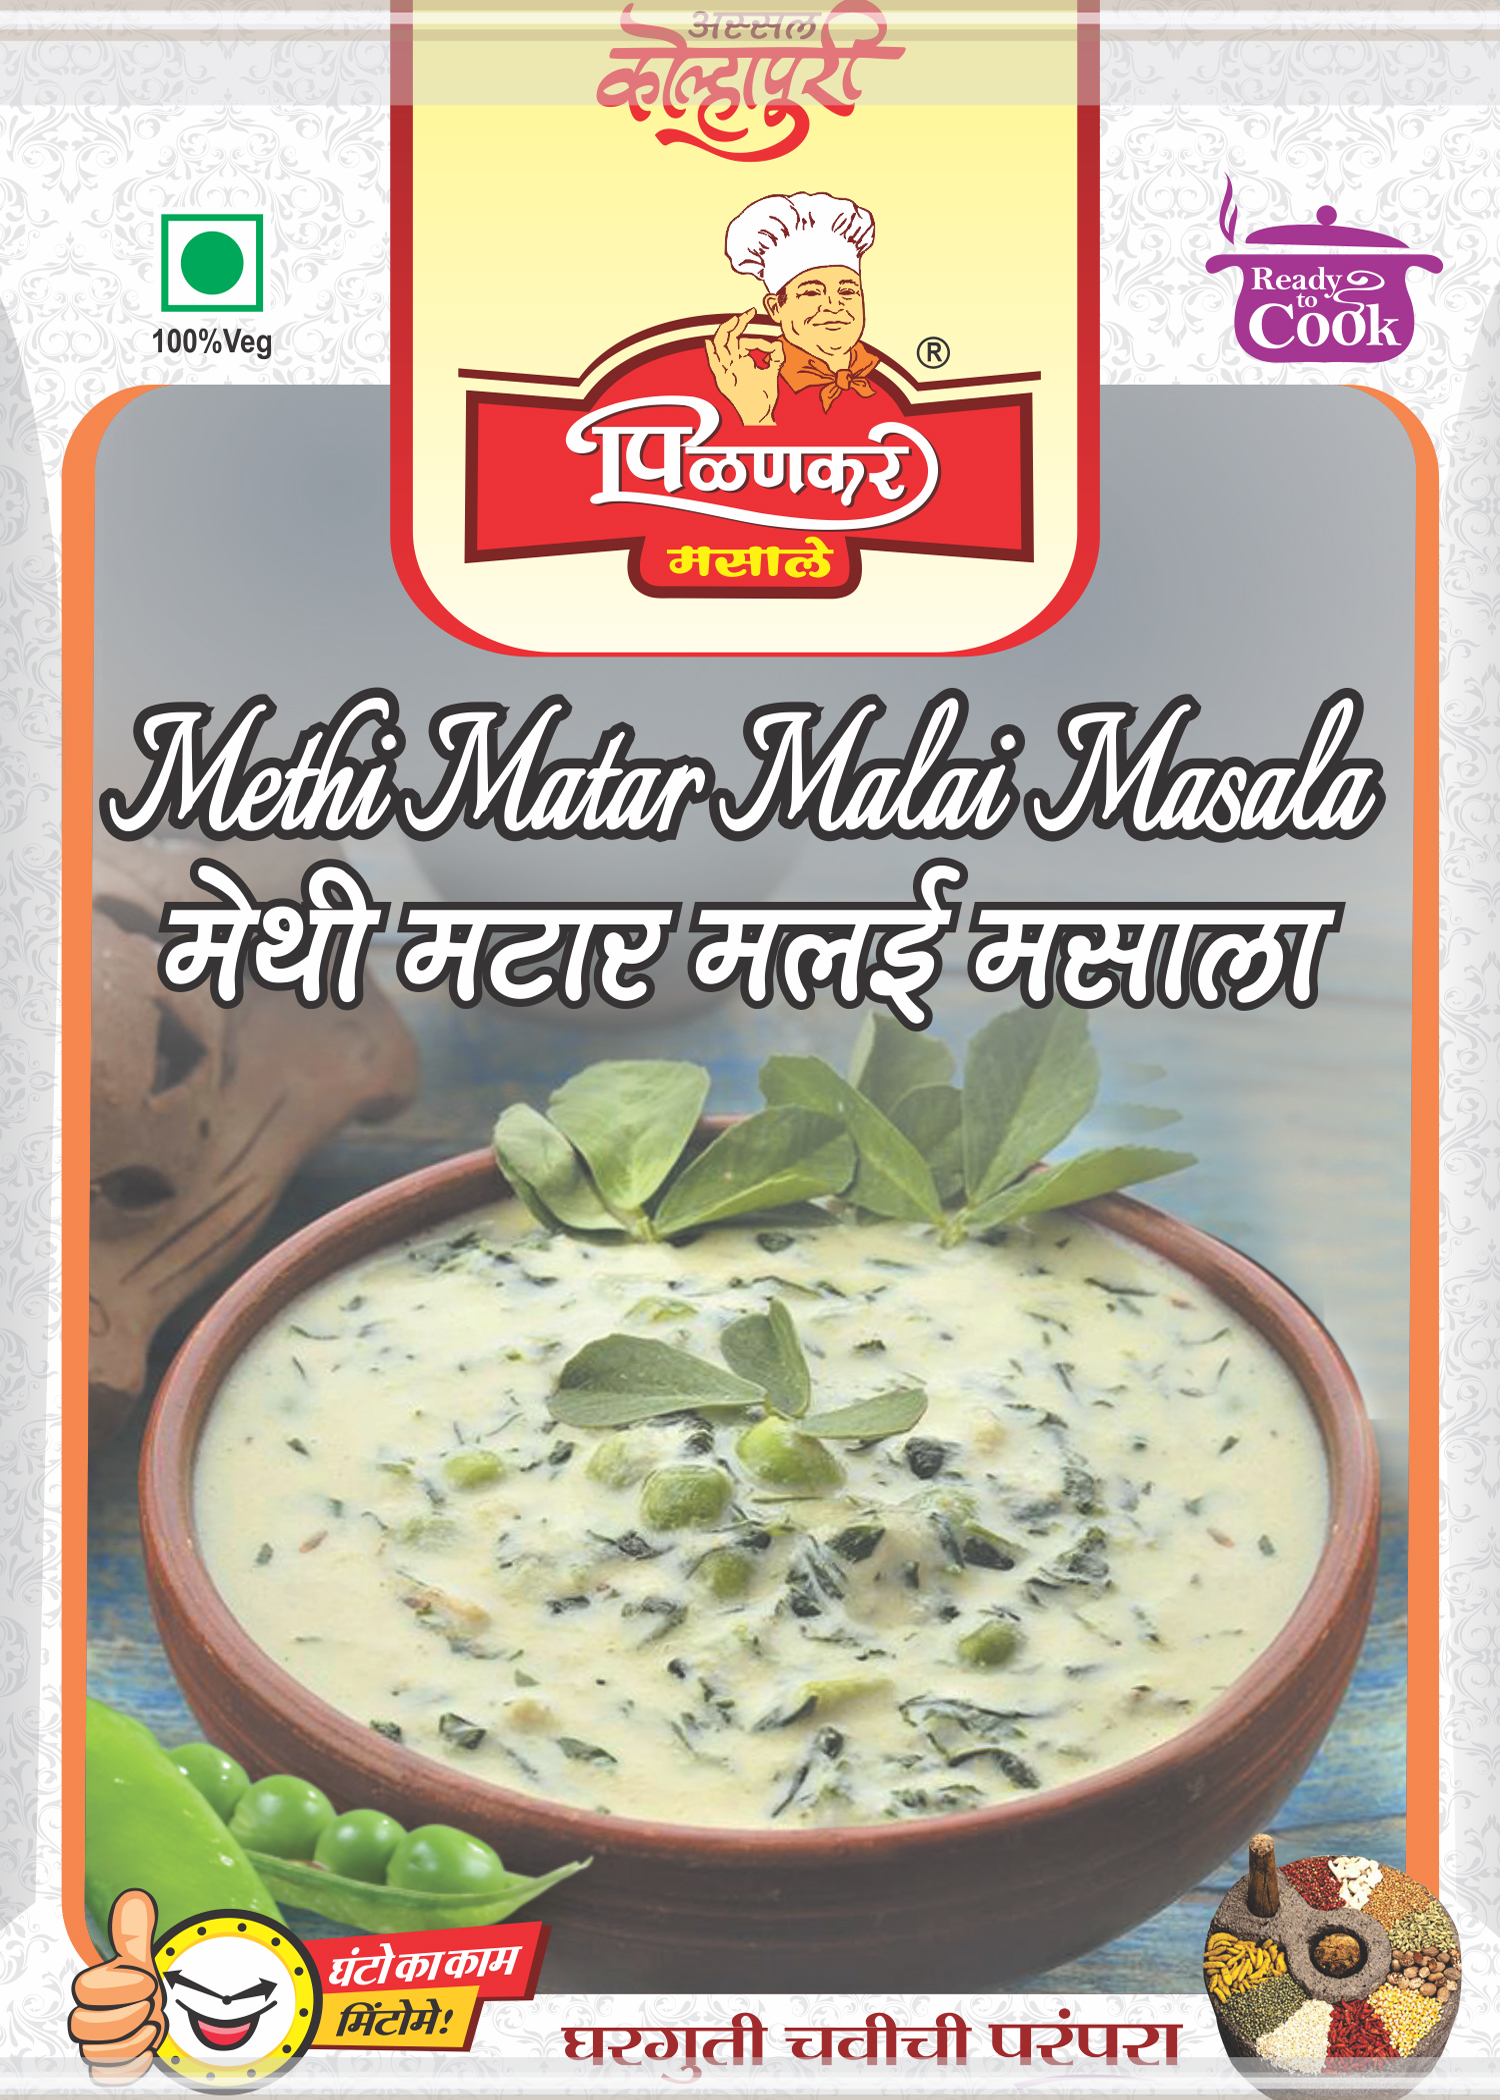 अस्सल
कोल्हापुरी
100%Veg
Ready
to
Cook
®
पिळणकर
मसाले
Methi Matar Malai Masala
मेथी मटार मलई मसाला
घंटो का काम
मिंटोमे!
घरगुती चवीची परंपरा